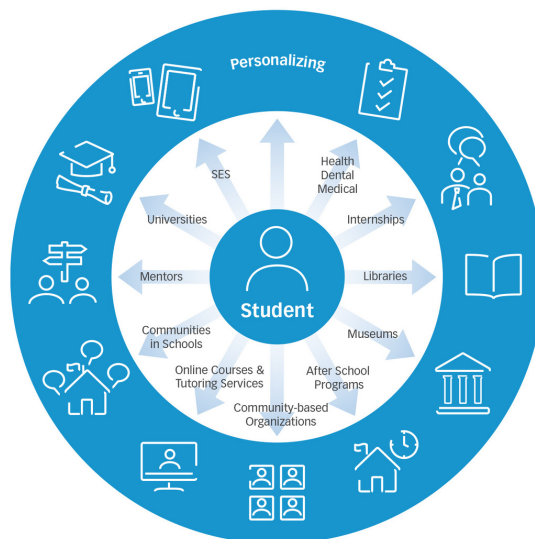 Personalizing
SES
Health
Dental
Medical
Universities
Internships
Mentors
Libraries
Student
Communities
in Schools
Museums
Online Courses &
Tutoring Services
After School
Programs
Community-based
Organizations